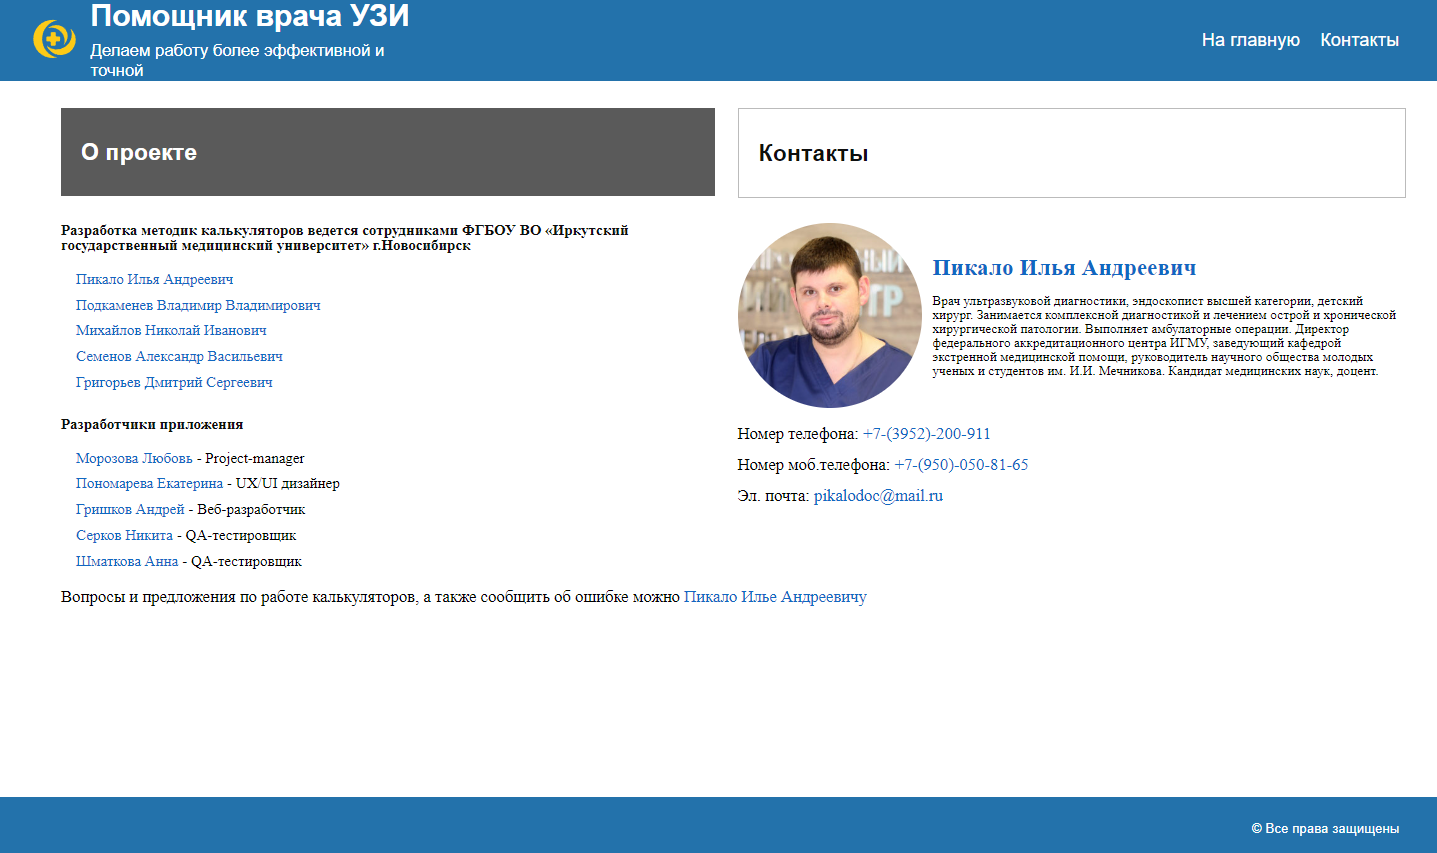 Помощник врача УЗИ
Делаем работу более эффективной и
точной
На главную
Контакты
О проекте
Разработка методик калькуляторов ведется сотрудниками ФГБОУ ВО «Иркутский
государственный медицинский университет» г.Новосибирск
Пикало Илья Андреевич
Подкаменев Владимир Владимирович
Михайлов Николай Иванович
Семенов Александр Васильевич
Григорьев Дмитрий Сергеевич
Разработчики приложения
Морозова Любовь - Project-manager
Пономарева Екатерина - UX/UI дизайнер
Гришков Андрей - Веб-разработчик
Серков Никита - QA-тестировщик
Шматкова Анна - QA-тестировщик
Контакты
Пикало Илья Андреевич
Врач ультразвуковой диагностики, эндоскопист высшей категории, детский
хирург. Занимается комплексной диагностикой и лечением острой и хронической
хирургической патологии. Выполняет амбулаторные операции. Директор
федерального аккредитационного центра ИГМУ, заведующий кафедрой
экстренной медицинской помощи, руководитель научного общества молодых
ученых и студентов им. И.И. Мечникова. Кандидат медицинских наук, доцент.
Номер телефона: +7-(3952)-200-911
Номер моб.телефона: +7-(950)-050-81-65
Эл. почта: pikalodoc@mail.ru
Вопросы и предложения по работе калькуляторов, а также сообщить об ошибке можно Пикало Илье Андреевичу
© Все права защищены